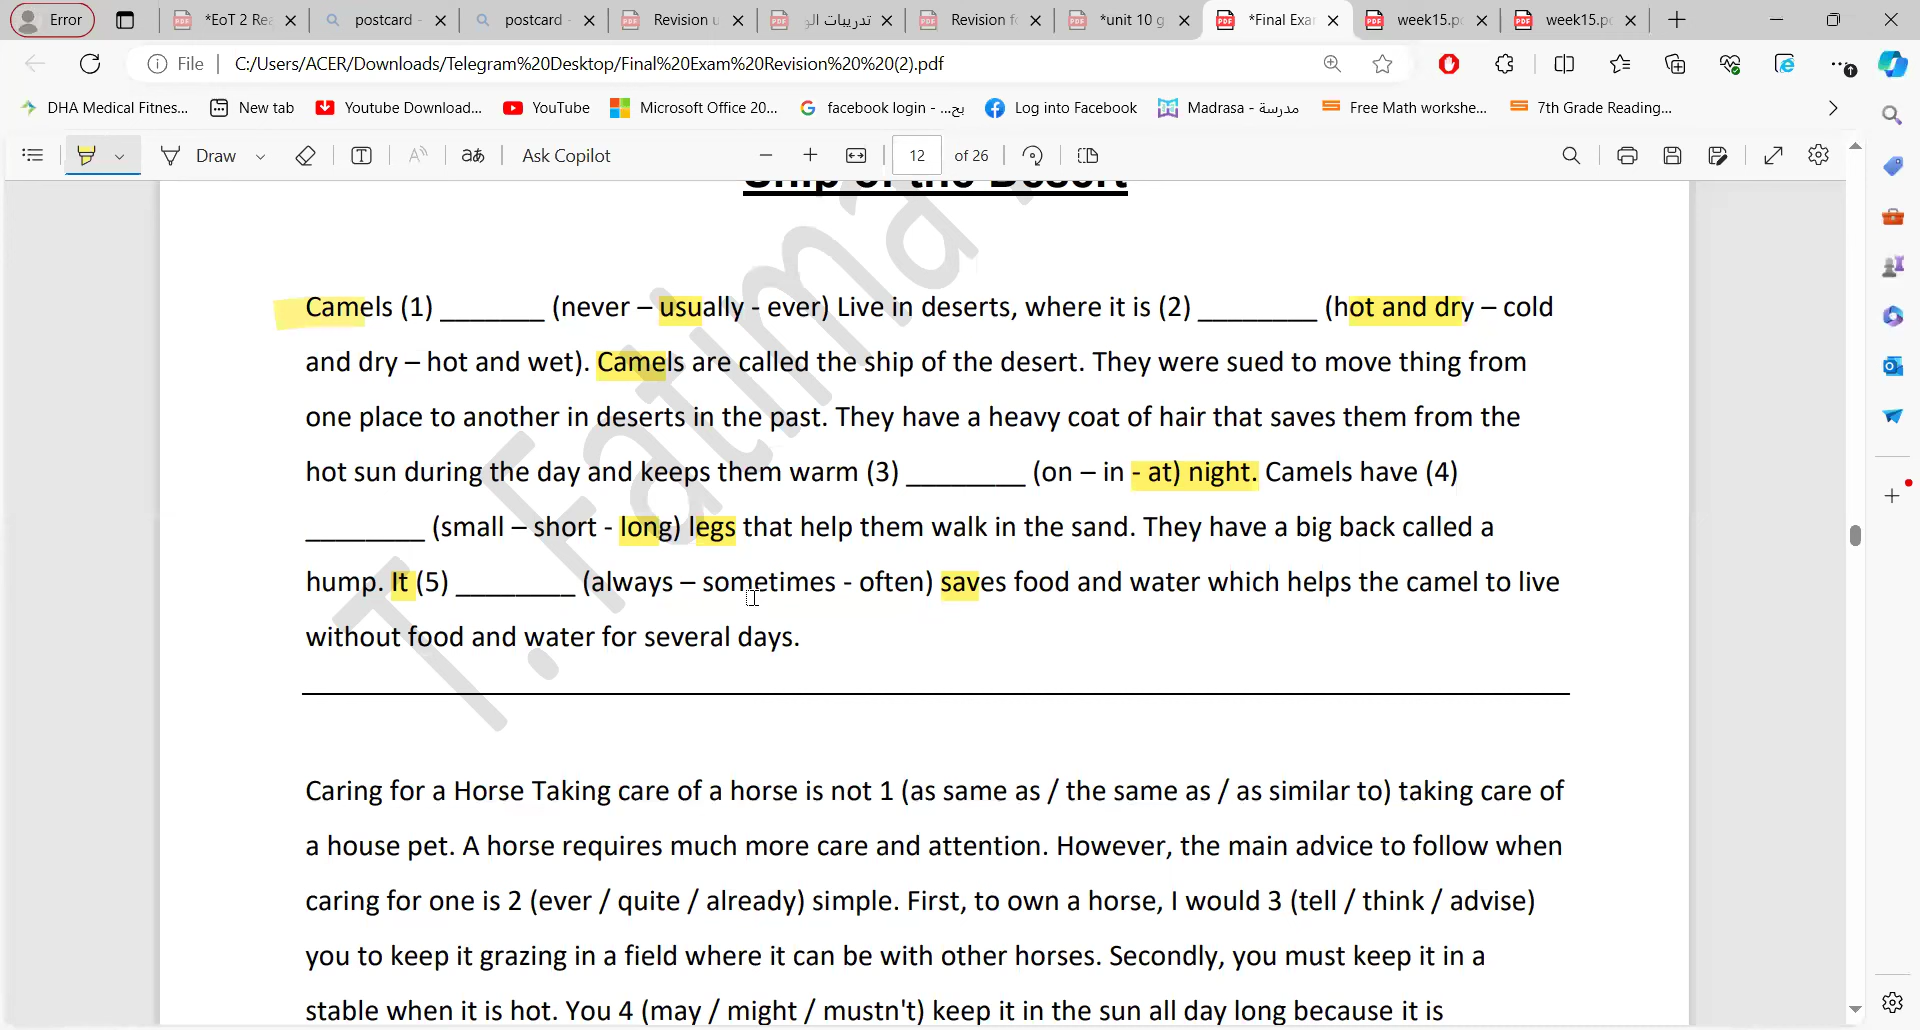 Error
*EoT 2 Re
postcard -
postcard -
Revision u
تدريبات الو
Revision fo
*unit 10 g
*Final Exa
week15.p
week15.p
File
C:/Users/ACER/Downloads/Telegram%20Desktop/Final%20Exam%20Revision%20%20(2).pdf
DHA Medical Fitnes...
New tab
Youtube Download...
YouTube
Microsoft Office 20...
facebook login - ...بح
Log into Facebook
Madrasa - مدرسة
Free Math workshe...
7th Grade Reading...
Draw
aあ
Ask Copilot
12 of 26
Ship of the Desert
T. Fatima
Camels (1) _______ (never – usually - ever) Live in deserts, where it is (2) ________ (hot and dry – cold
and dry – hot and wet). Camels are called the ship of the desert. They were sued to move thing from
one place to another in deserts in the past. They have a heavy coat of hair that saves them from the
hot sun during the day and keeps them warm (3) ________ (on – in - at) night. Camels have (4)
________ (small – short - long) legs that help them walk in the sand. They have a big back called a
hump. It (5) ________ (always – sometimes - often) saves food and water which helps the camel to live
without food and water for several days.
Caring for a Horse Taking care of a horse is not 1 (as same as / the same as / as similar to) taking care of
a house pet. A horse requires much more care and attention. However, the main advice to follow when
caring for one is 2 (ever / quite / already) simple. First, to own a horse, I would 3 (tell / think / advise)
you to keep it grazing in a field where it can be with other horses. Secondly, you must keep it in a
stable when it is hot. You 4 (may / might / mustn't) keep it in the sun all day long because it is